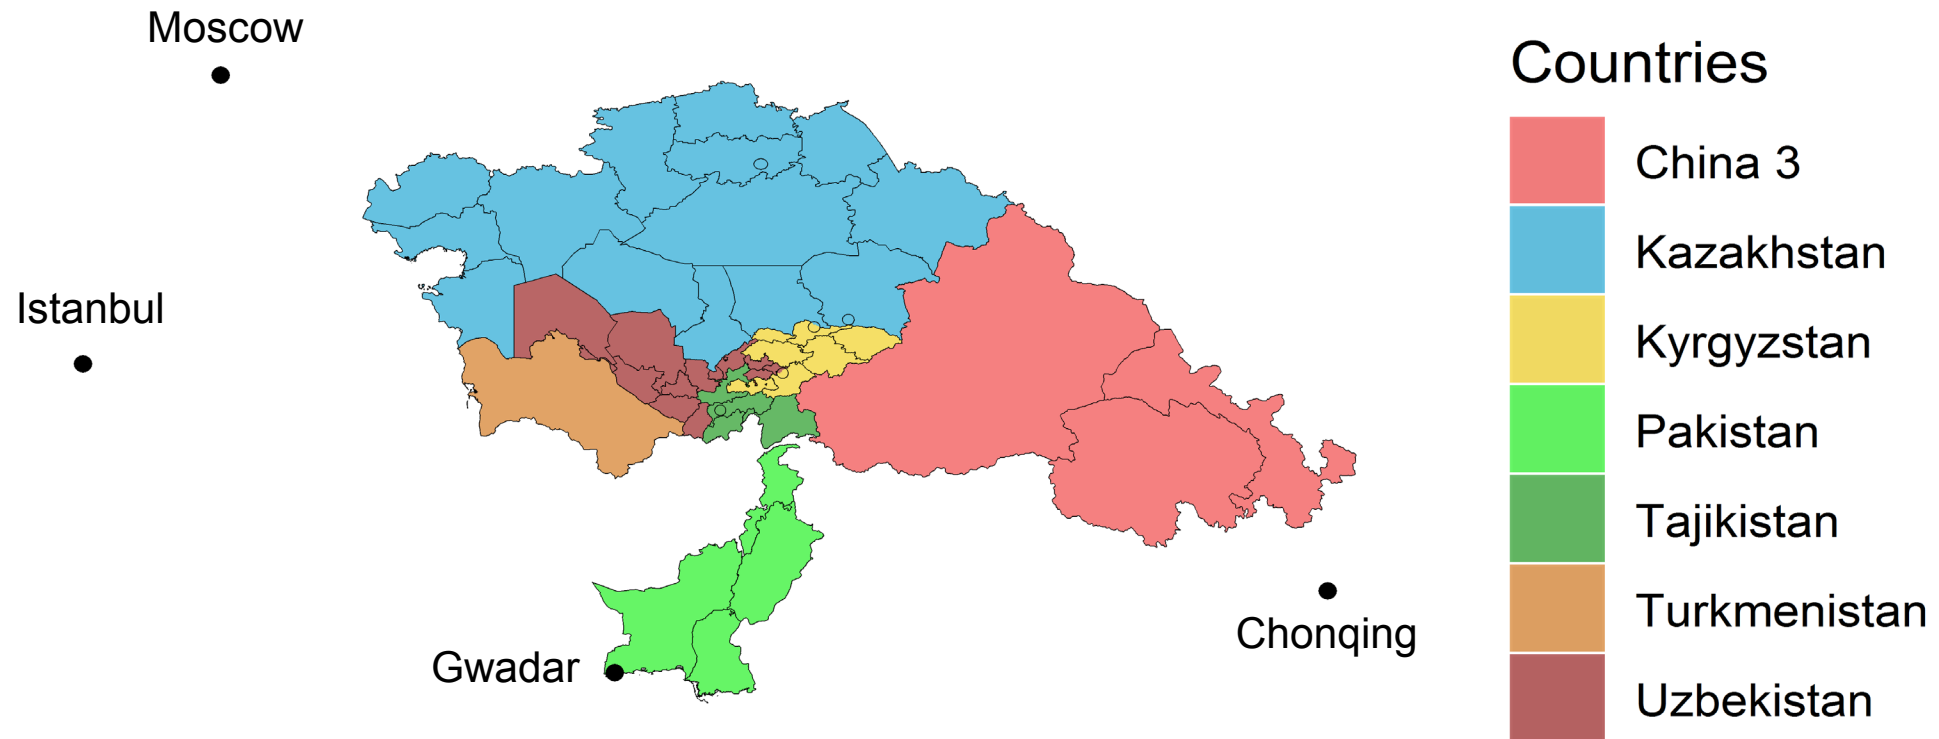 Moscow
Istanbul
Gwadar
Chonqing
Countries
China 3
Kazakhstan
Kyrgyzstan
Pakistan
Tajikistan
Turkmenistan
Uzbekistan